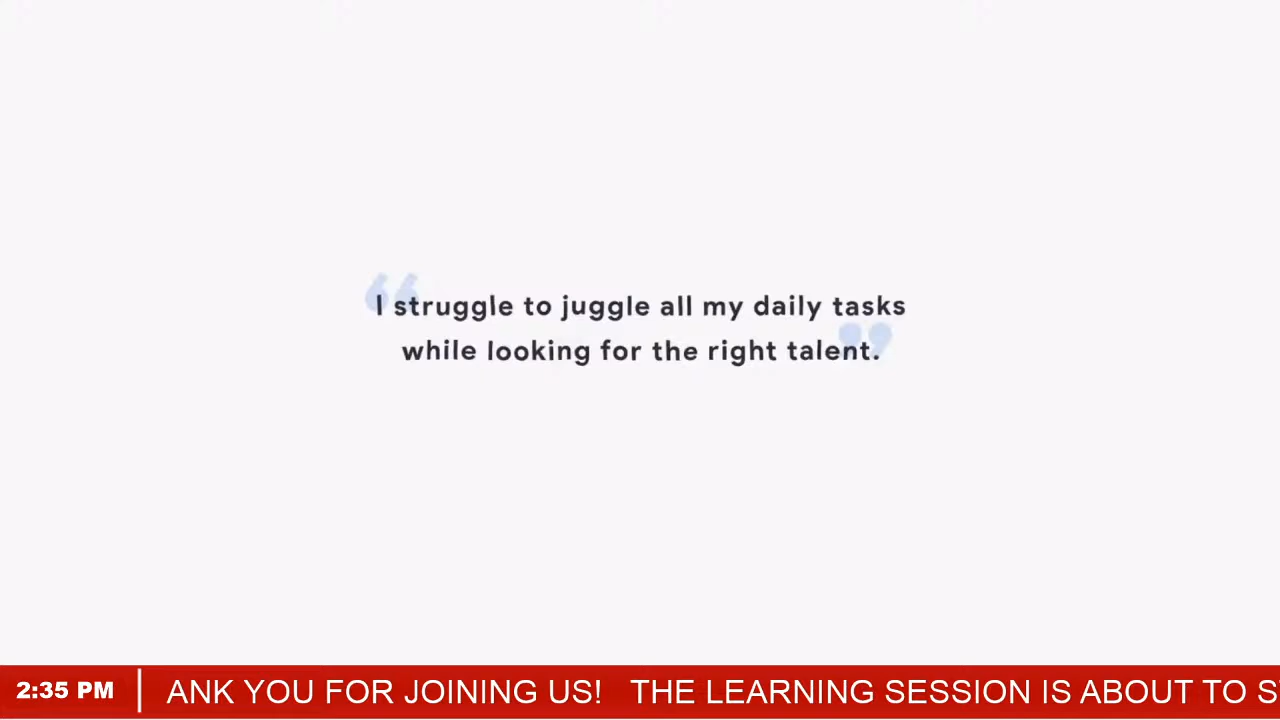 I struggle to juggle all my daily tasks
while looking for the right talent.
2:35 PM ANK YOU FOR JOINING US! THE LEARNING SESSION IS ABOUT TO S